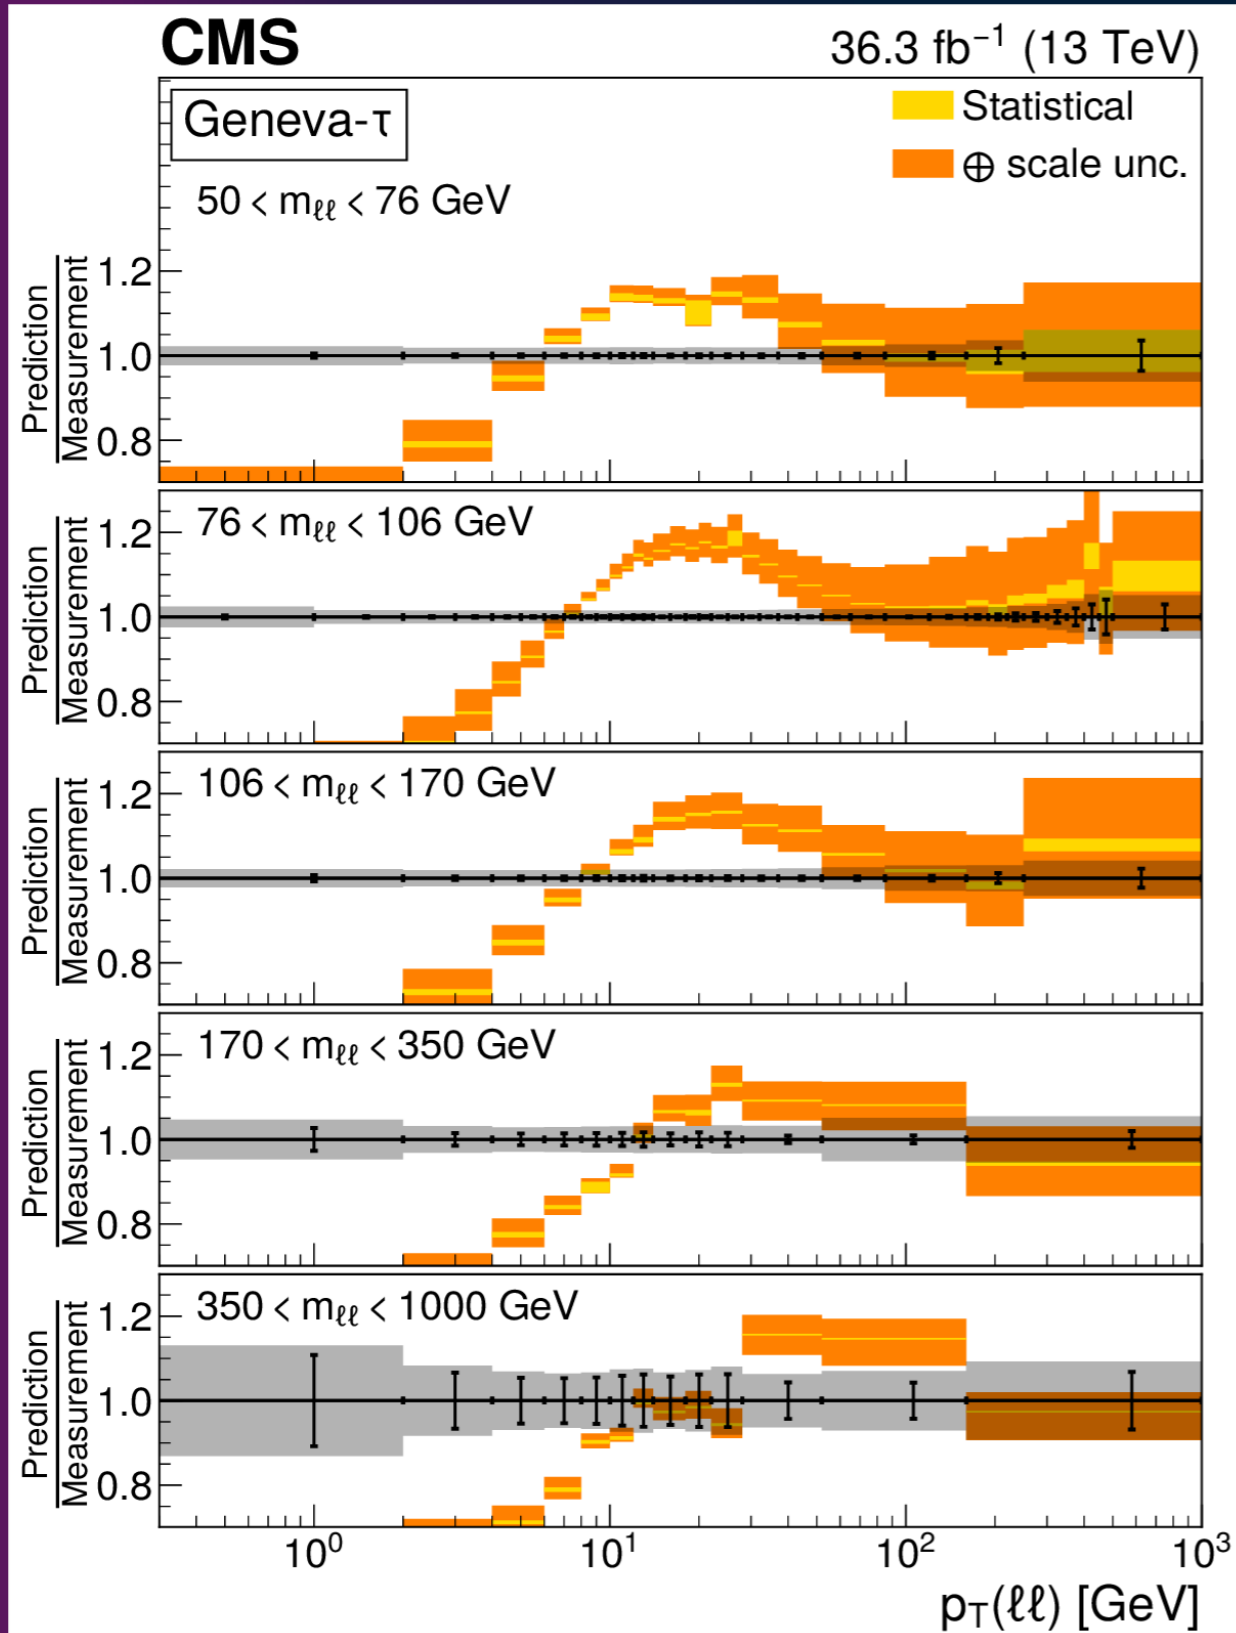 CMS 36.3 fb⁻¹ (13 TeV)
Geneva-τ
Statistical
⊕ scale unc.
50 < mℓℓ < 76 GeV
Prediction
Measurement
1.2
1.0
0.8
76 < mℓℓ < 106 GeV
Prediction
Measurement
1.2
1.0
0.8
106 < mℓℓ < 170 GeV
Prediction
Measurement
1.2
1.0
0.8
170 < mℓℓ < 350 GeV
Prediction
Measurement
1.2
1.0
0.8
350 < mℓℓ < 1000 GeV
Prediction
Measurement
1.2
1.0
0.8
10⁰ 10¹ 10² 10³
pT(ℓℓ) [GeV]